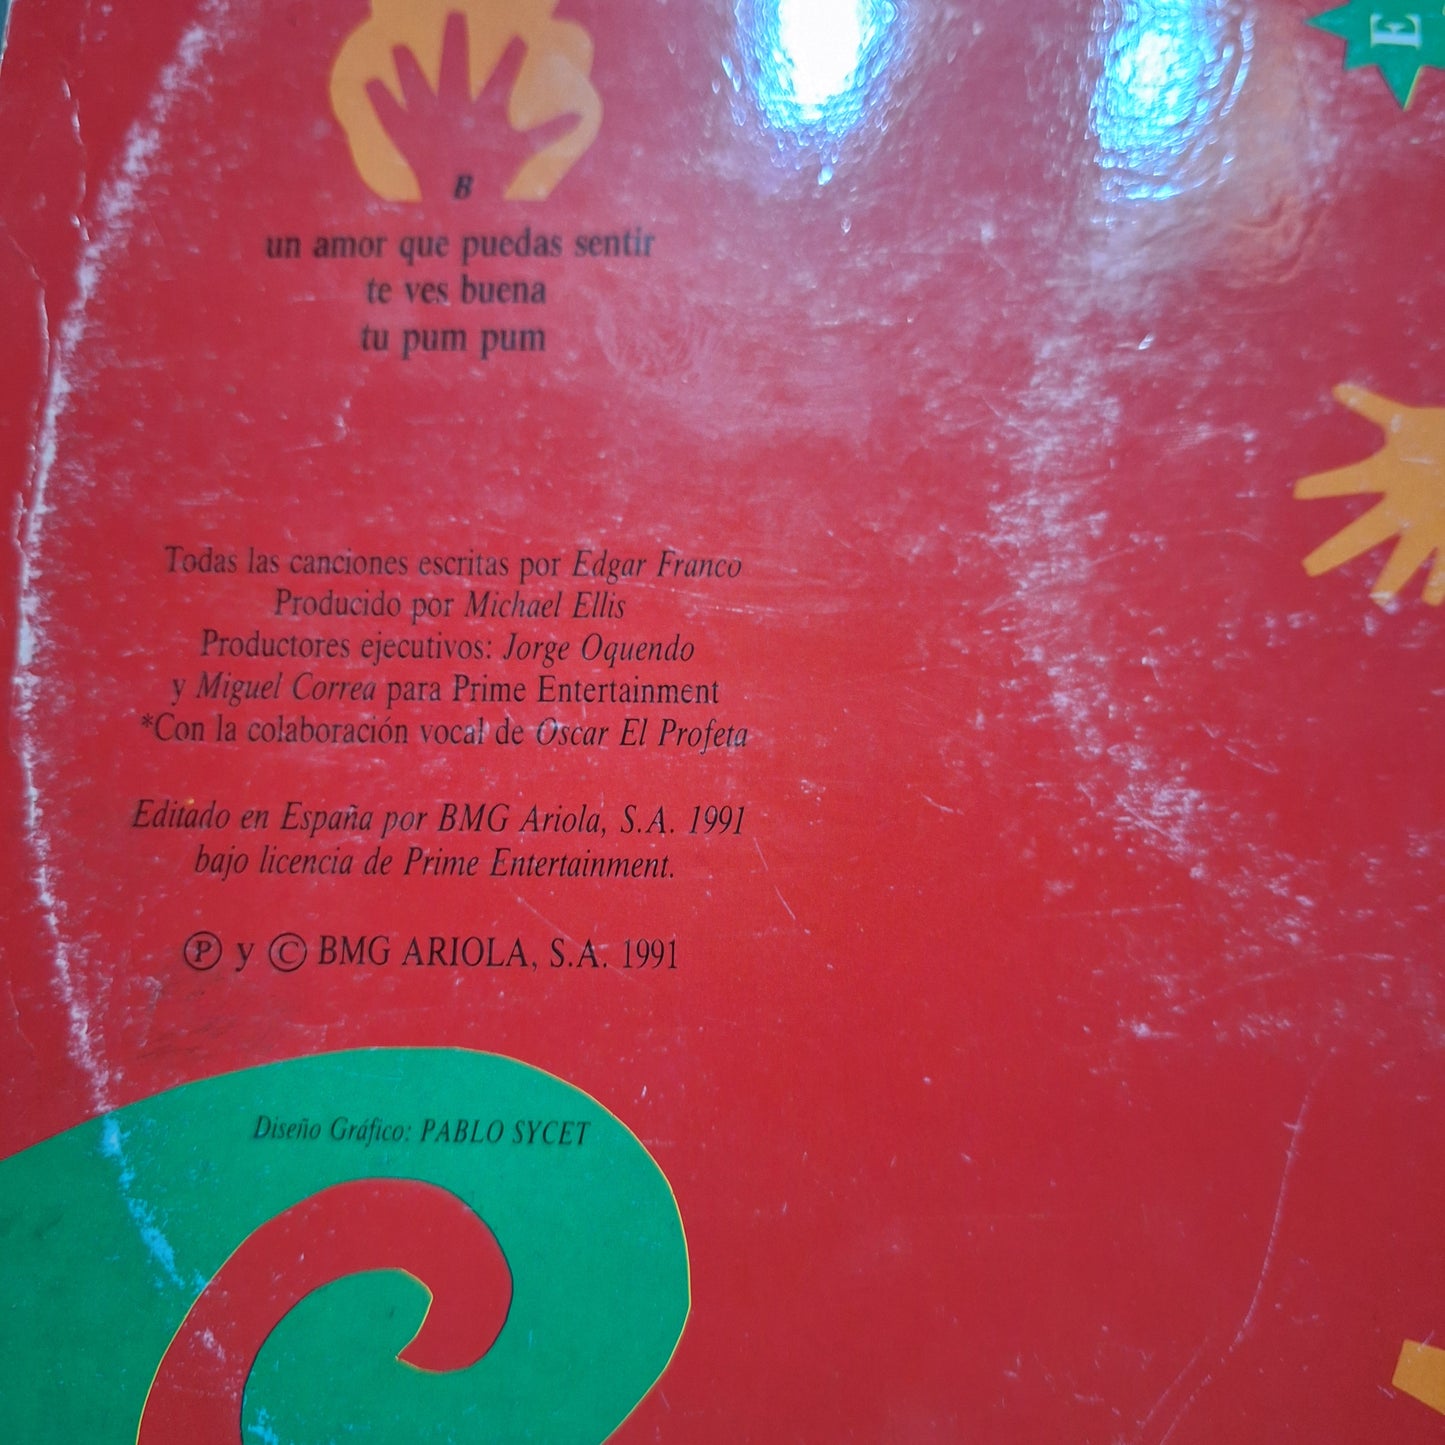 E
B
un amor que puedas sentir
te ves buena
tu pum pum
Todas las canciones escritas por Edgar Franco
Producido por Michael Ellis
Productores ejecutivos: Jorge Oquendo
y Miguel Correa para Prime Entertainment
*Con la colaboración vocal de Oscar El Profeta
Editado en España por BMG Ariola, S.A. 1991
bajo licencia de Prime Entertainment.
Ⓟ y © BMG ARIOLA, S.A. 1991
Diseño Gráfico: PABLO SYCET